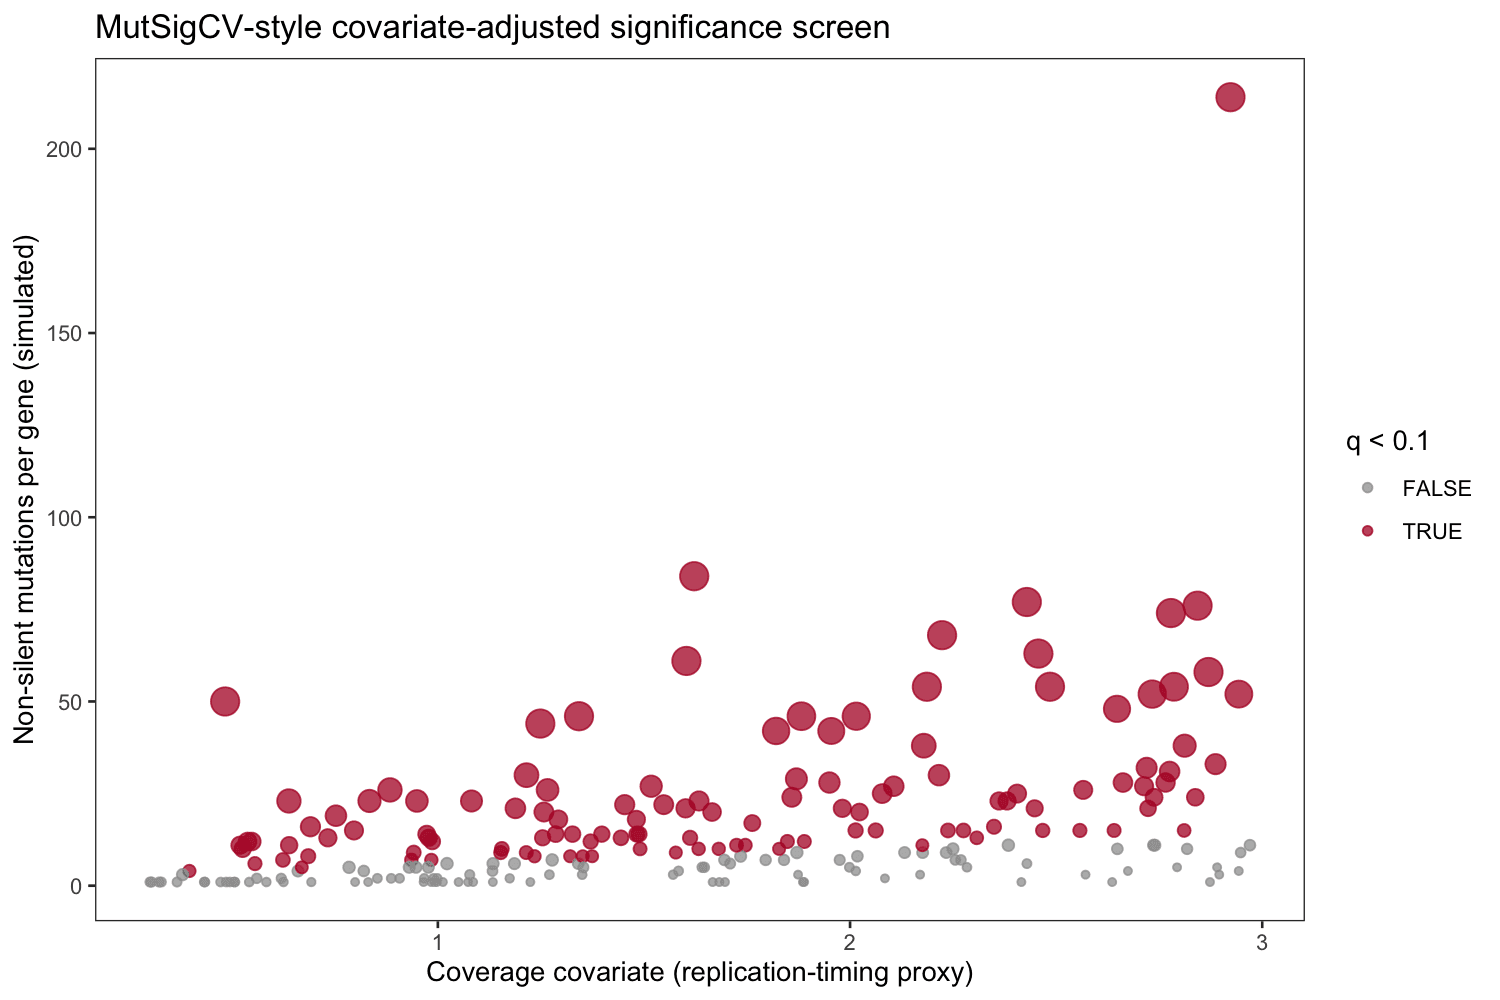 MutSigCV-style covariate-adjusted significance screen
Non-silent mutations per gene (simulated)
200
150
100
50
0
1 2 3
Coverage covariate (replication-timing proxy)
q < 0.1
FALSE
TRUE